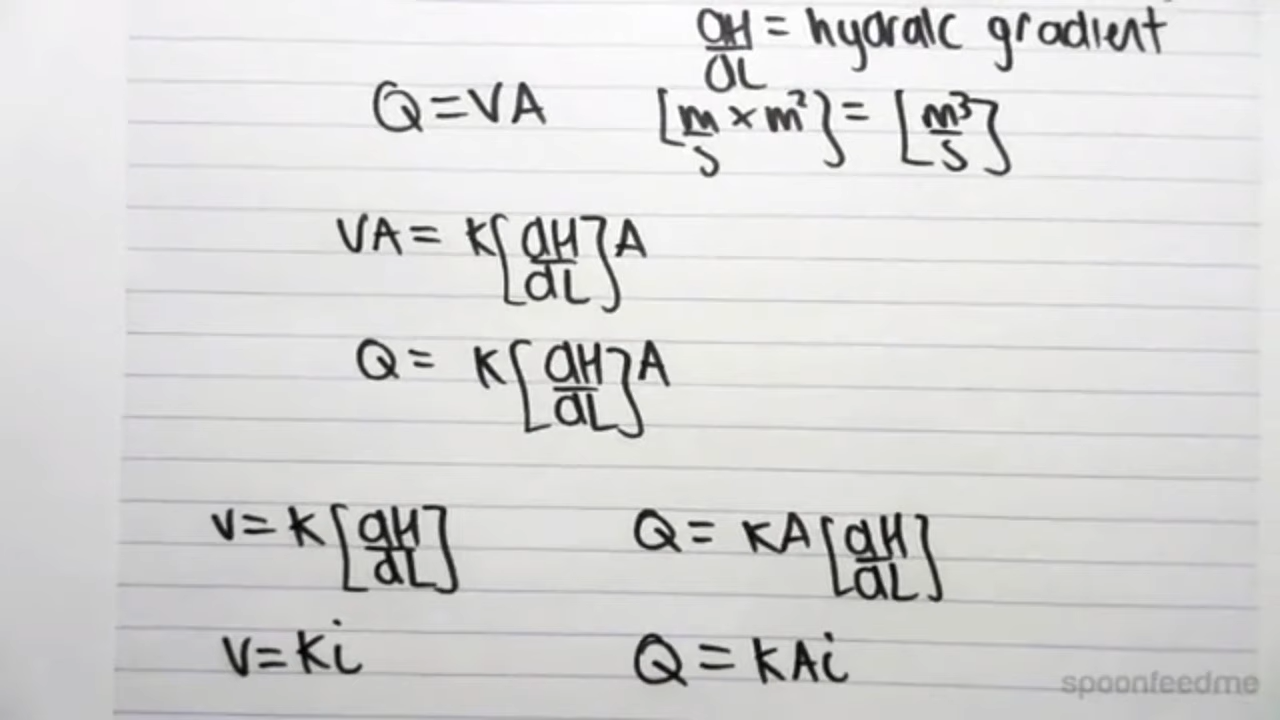 dH/dL = hydralc gradient
Q = VA [m/s × m²] = [m³/s]
VA = K[dH/dL]A
Q = K[dH/dL]A
V = K[dH/dL] Q = KA[dH/dL]
V = Ki Q = KAi
spoonfeedme